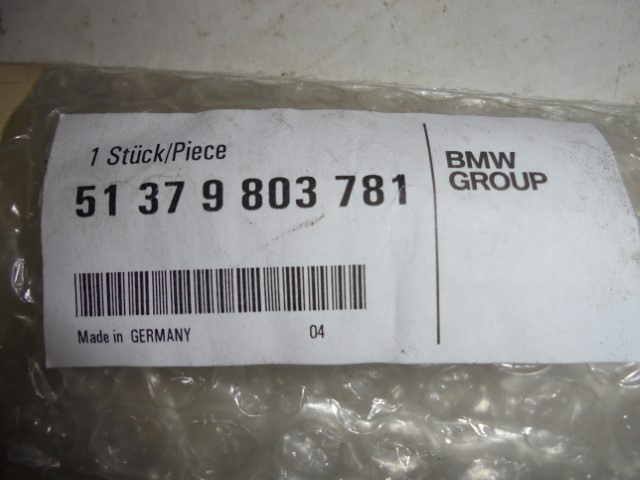 1 Stück/Piece
51 37 9 803 781
Made in GERMANY
04
BMW
GROUP